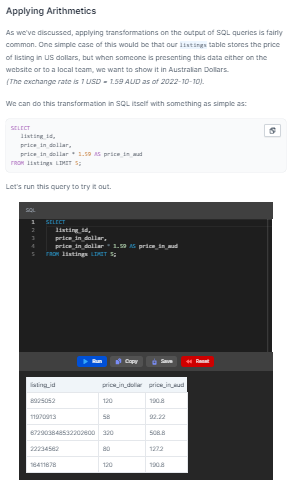 Applying Arithmetics
As we've discussed, applying transformations on the output of SQL queries is fairly
common. One simple case of this would be that our listings table stores the price
of listing in US dollars, but when someone is presenting this data either on the
website or to a local team, we want to show it in Australian Dollars.
(The exchange rate is 1 USD = 1.59 AUD as of 2022-10-10).
We can do this transformation in SQL itself with something as simple as:
SELECT
listing_id,
price_in_dollar,
price_in_dollar * 1.59 AS price_in_aud
FROM listings LIMIT 5;
Let's run this query to try it out.
SQL
1 SELECT
2 listing_id,
3 price_in_dollar,
4 price_in_dollar * 1.59 AS price_in_aud
5 FROM listings LIMIT 5;
Run Copy Save Reset
listing_id price_in_dollar price_in_aud
8925052 120 190.8
11970913 58 92.22
672903648532202600 320 508.8
22234562 80 127.2
16411678 120 190.8